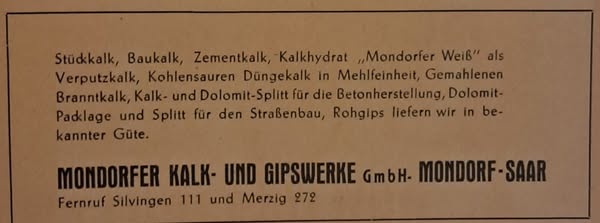 Stückkalk, Baukalk, Zementkalk, Kalkhydrat „Mondorfer Weiß" als
Verputzkalk, Kohlensauren Düngekalk in Mehlfeinheit, Gemahlenen
Branntkalk, Kalk- und Dolomit-Splitt für die Betonherstellung, Dolomit-
Packlage und Splitt für den Straßenbau, Rohgips liefern wir in be-
kannter Güte.
MONDORFER KALK- UND GIPSWERKE GmbH- MONDORF-SAAR
Fernruf Silvingen 111 und Merzig 272